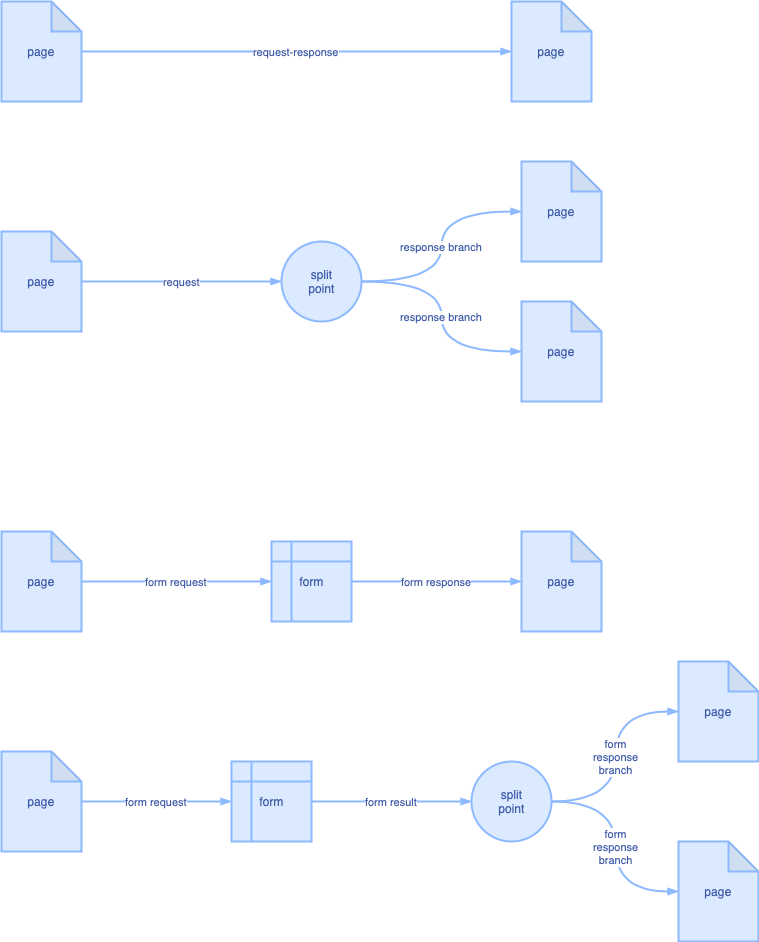 page
request-response
page
page
request
split
point
response branch
page
response branch
page
page
form request
form
form response
page
page
form request
form
form result
split
point
form
response
branch
page
form
response
branch
page